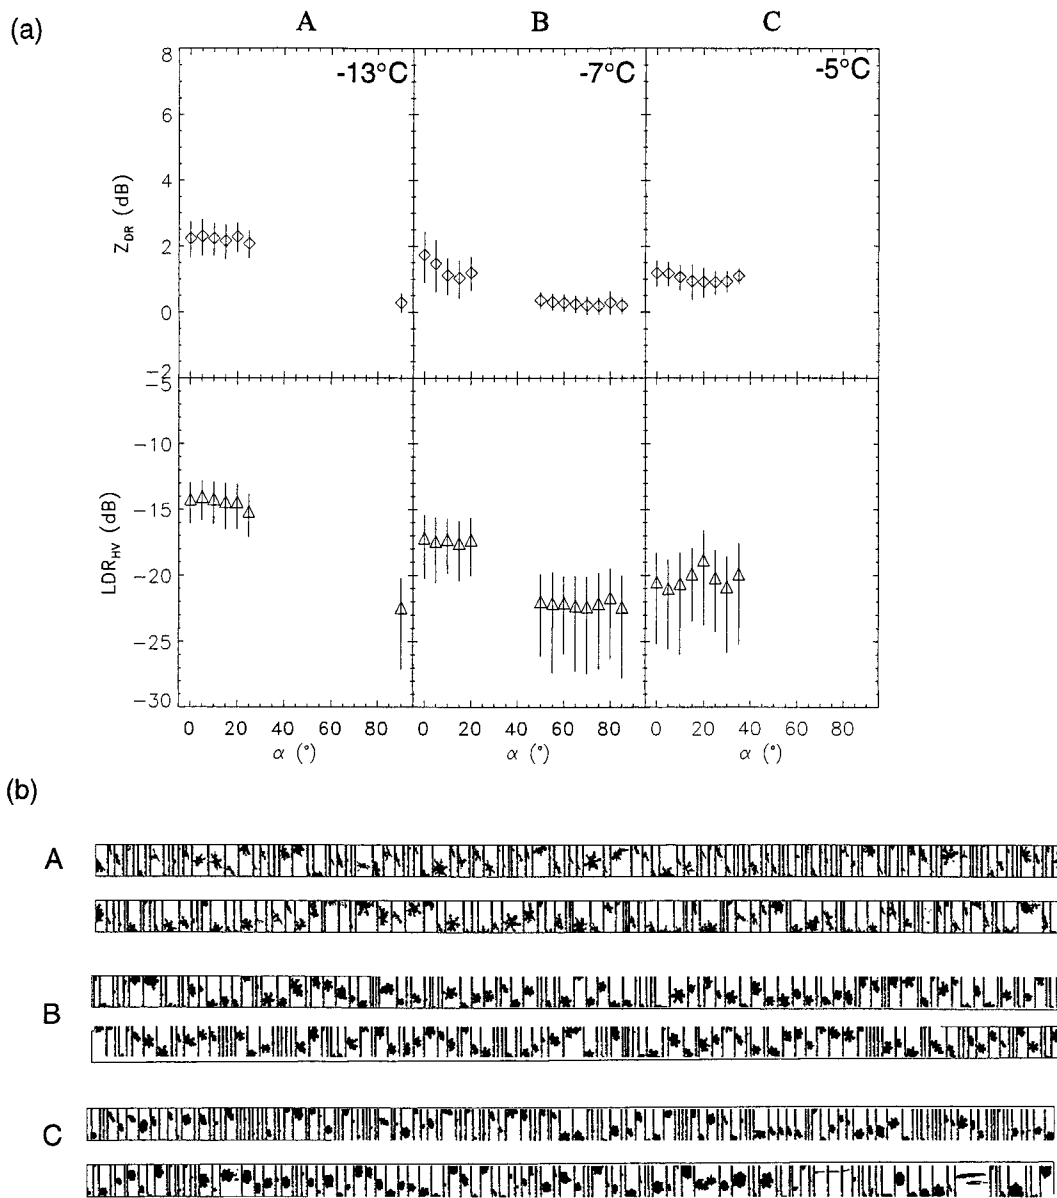 (a)
A B C
-13°C -7°C -5°C
8
6
4
2
0
−2
Z_DR (dB)
−5
−10
−15
−20
−25
−30
LDR_HV (dB)
0 20 40 60 80 0 20 40 60 80 0 20 40 60 80
α (°) α (°) α (°)
(b)
A
B
C